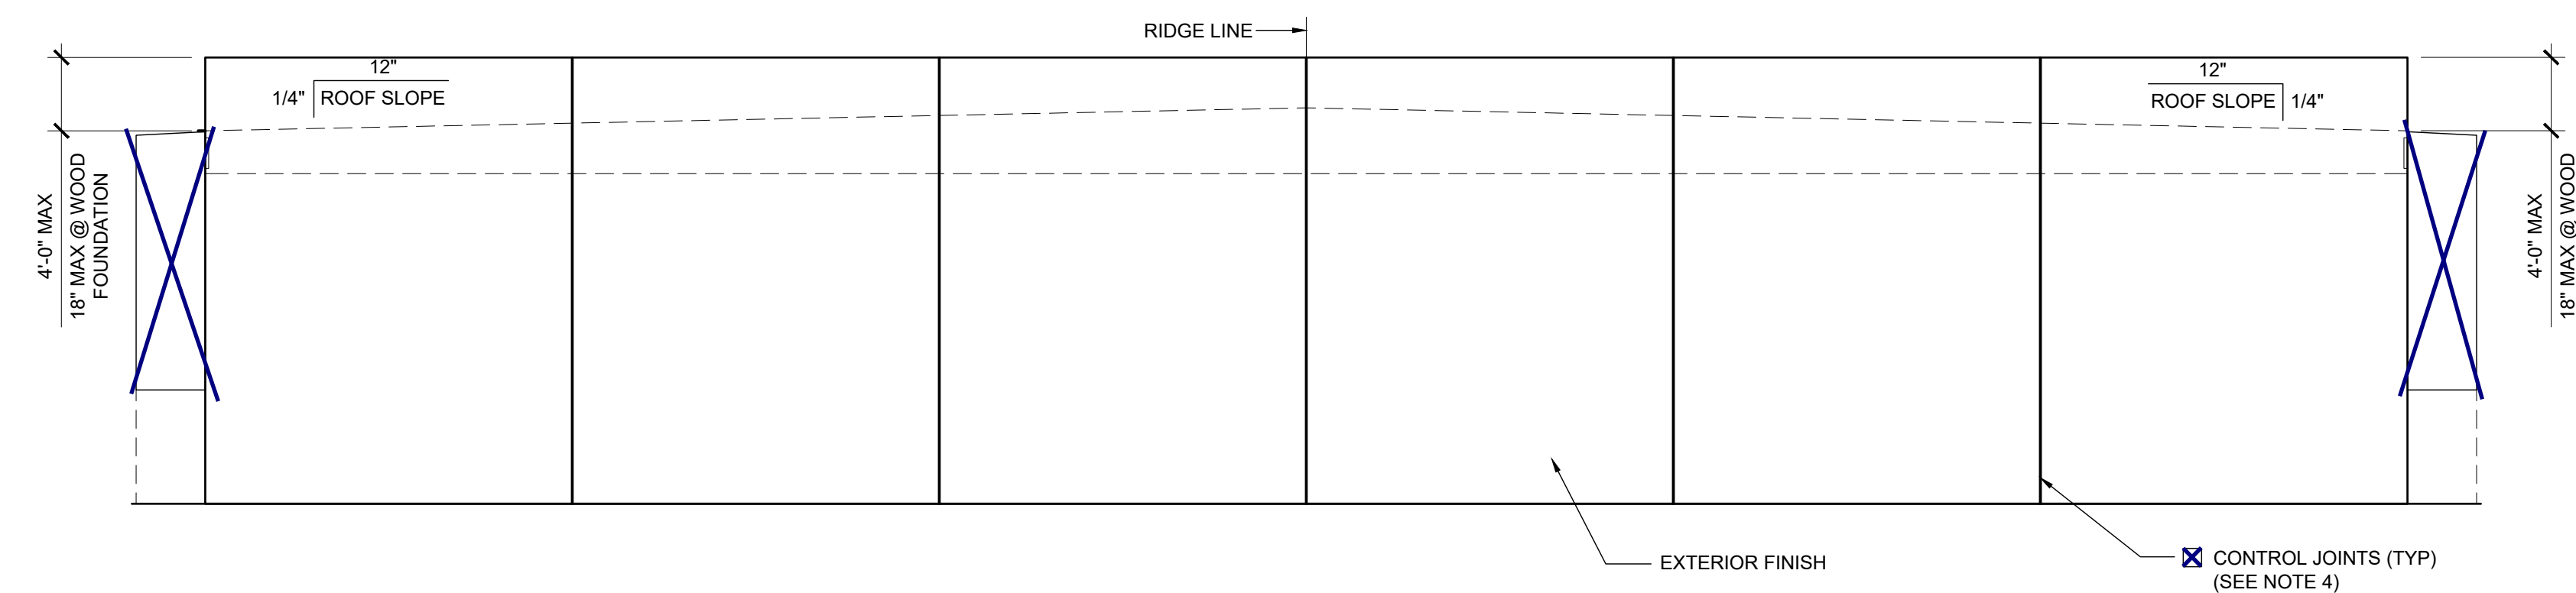 RIDGE LINE
12"
1/4" ROOF SLOPE
12"
ROOF SLOPE 1/4"
4'-0" MAX
18" MAX @ WOOD
FOUNDATION
4'-0" MAX
18" MAX @ WOOD
EXTERIOR FINISH
CONTROL JOINTS (TYP)
(SEE NOTE 4)